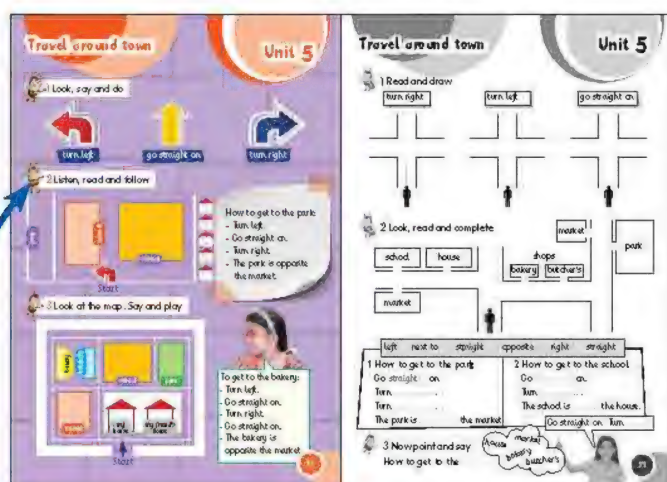 Travel around town
Unit 5
1 Look, say and do
turn left
go straight on
turn right
2 Listen, read and follow
How to get to the park
- Turn left.
- Go straight on.
- Turn right.
- The park is opposite
the market.
Start
3 Look at the map. Say and play
bakery
school
park
my
house
my friend's
house
Start
To get to the bakery:
- Turn left.
- Go straight on.
- Turn right.
- Go straight on.
- The bakery is
opposite the market
Travel around town
Unit 5
1 Read and draw
turn right
turn left
go straight on
2 Look, read and complete
school
house
market
shops
bakery
butcher's
market
park
left next to straight opposite right straight
1 How to get to the park
Go straight on
Turn .
Turn .
The park is the market
2 How to get to the school
Go on.
Turn .
The school is the house.
3 Now point and say
How to get to the
house
market
bakery
butcher's
Go straight on. Turn